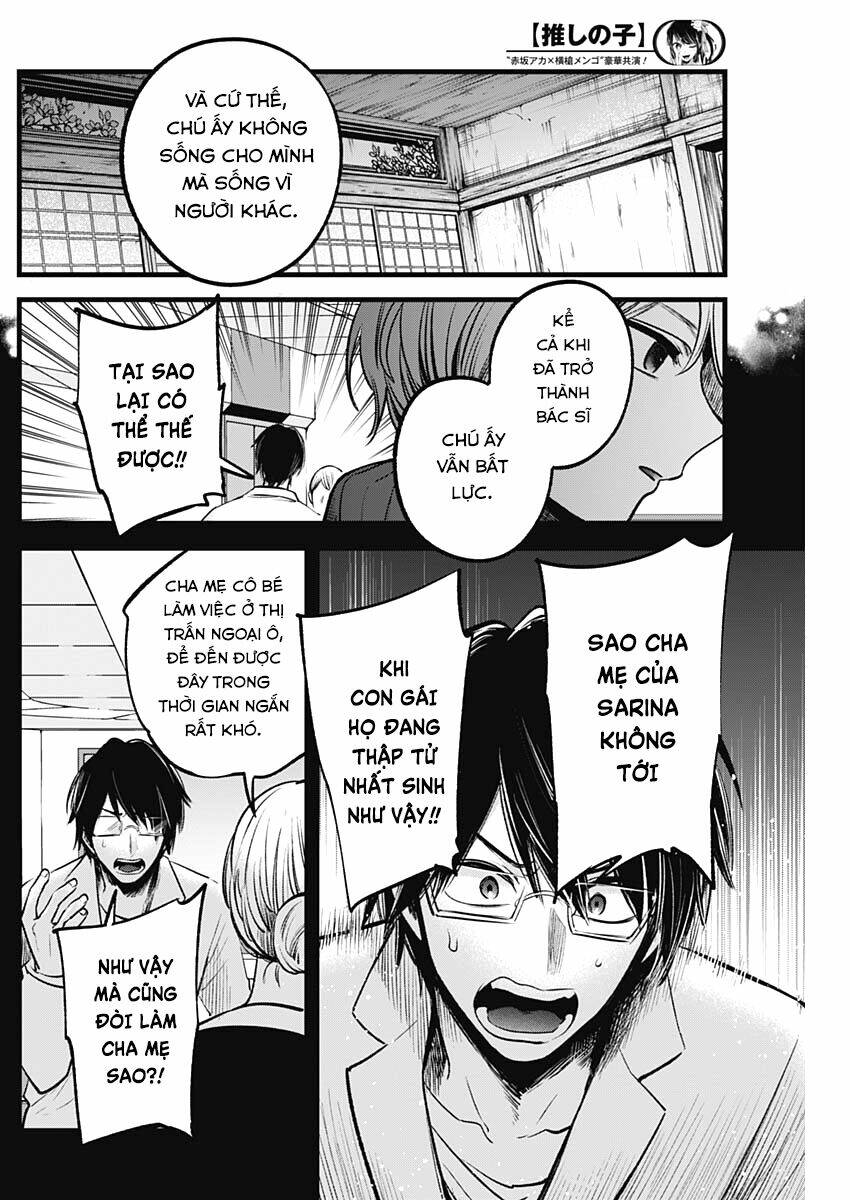 【推しの子】
"赤坂アカ×横槍メンゴ"豪華共演！
VÀ CỨ THẾ,
CHÚ ẤY KHÔNG
SỐNG CHO MÌNH
MÀ SỐNG VÌ
NGƯỜI KHÁC.
KỂ
CẢ KHI
ĐÃ TRỞ
THÀNH
BÁC SĨ
CHÚ ẤY
VẪN BẤT
LỰC.
TẠI SAO
LẠI CÓ
THỂ THẾ
ĐƯỢC!!
SAO CHA
MẸ CỦA
SARINA
KHÔNG
TỚI
KHI
CON GÁI
HỌ ĐANG
THẬP TỬ
NHẤT SINH
NHƯ VẬY!!
CHA MẸ CÔ BÉ
LÀM VIỆC Ở THỊ
TRẤN NGOẠI Ô,
ĐỂ ĐẾN ĐƯỢC
ĐÂY TRONG
THỜI GIAN NGẮN
RẤT KHÓ.
NHƯ VẬY
MÀ CŨNG
ĐÒI LÀM
CHA MẸ
SAO?!